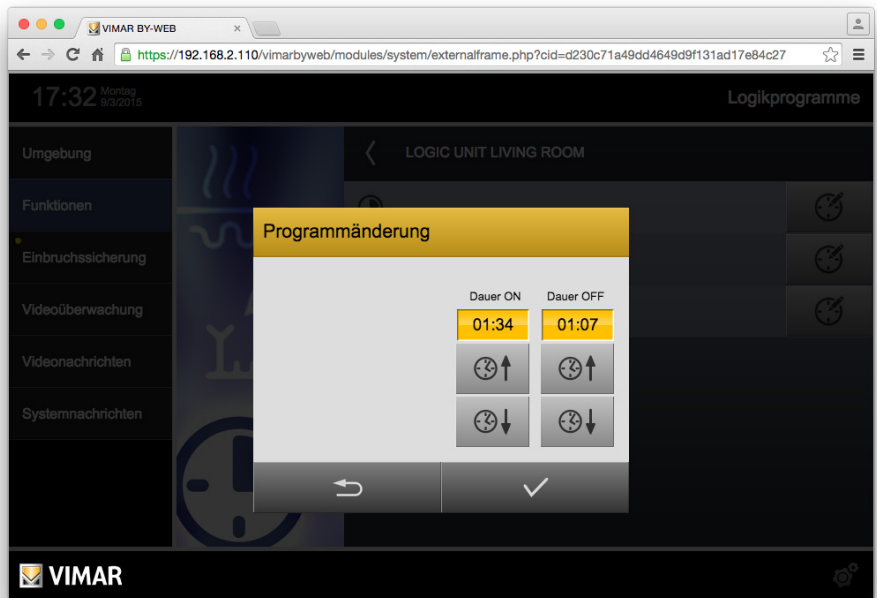 VIMAR BY-WEB
https://192.168.2.110/vimarbyweb/modules/system/externalframe.php?cid=d230c71a49dd4649d9f131ad17e84c27
17:32 Montag 9/3/2015
Logikprogramme
Umgebung
Funktionen
Einbruchssicherung
Videoüberwachung
Videonachrichten
Systemnachrichten
LOGIC UNIT LIVING ROOM
Programmänderung
Dauer ON Dauer OFF
01:34 01:07
VIMAR